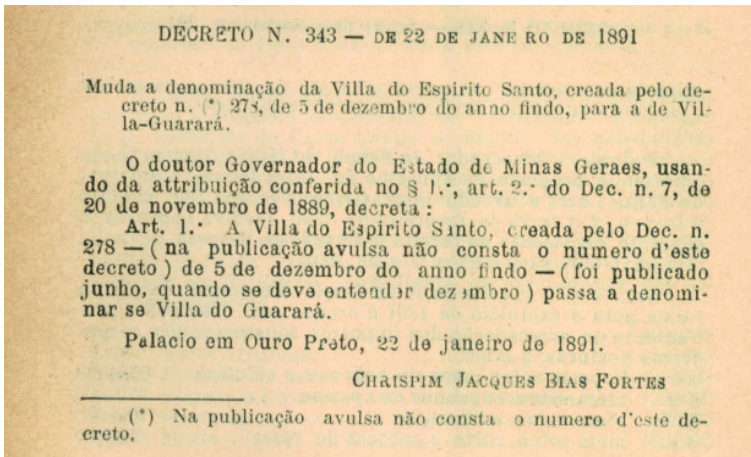 DECRETO N. 343 — DE 22 DE JANE RO DE 1891
Muda a denominação da Villa do Espirito Santo, creada pelo de-
creto n. (*) 278, de 5 de dezembro do anno findo, para a de Vil-
la-Guarará.
O doutor Governador do Estado de Minas Geraes, usan-
do da attribuição conferida no § 1.·, art. 2.· do Dec. n. 7, de
20 de novembro de 1889, decreta :
Art. 1.· A Villa do Espirito Santo, creada pelo Dec. n.
278 — ( na publicação avulsa não consta o numero d'este
decreto ) de 5 de dezembro do anno findo — ( foi publicado
junho, quando se deve entender dezembro ) passa a denomi-
nar se Villa do Guarará.
Palacio em Ouro Preto, 22 de janeiro de 1891.
CHRISPIM JACQUES BIAS FORTES
(*) Na publicação avulsa não consta o numero d'este de-
creto.